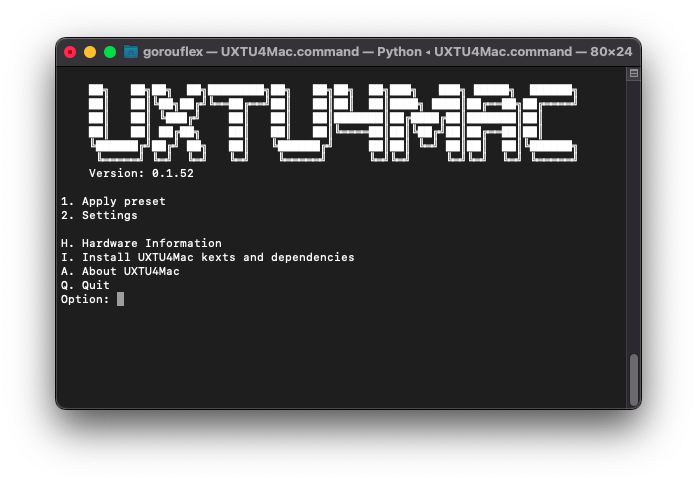 gorouflex — UXTU4Mac.command — Python ◂ UXTU4Mac.command — 80×24
UXTU4MAC
Version: 0.1.52
1. Apply preset
2. Settings
H. Hardware Information
I. Install UXTU4Mac kexts and dependencies
A. About UXTU4Mac
Q. Quit
Option: